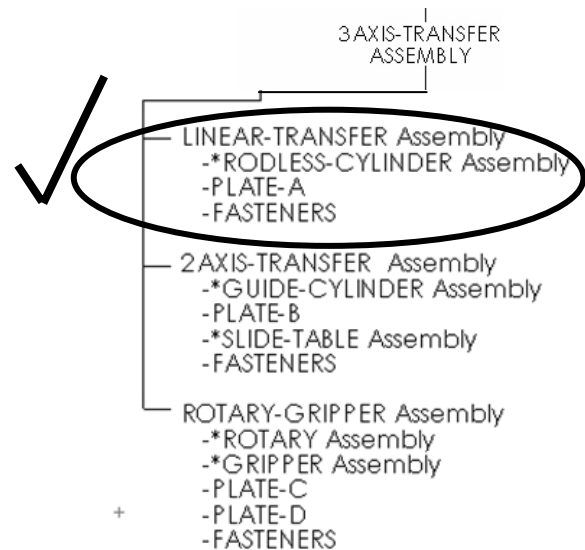 3AXIS-TRANSFER
ASSEMBLY
LINEAR-TRANSFER Assembly
-*RODLESS-CYLINDER Assembly
-PLATE-A
-FASTENERS
2AXIS-TRANSFER Assembly
-*GUIDE-CYLINDER Assembly
-PLATE-B
-*SLIDE-TABLE Assembly
-FASTENERS
ROTARY-GRIPPER Assembly
-*ROTARY Assembly
-*GRIPPER Assembly
-PLATE-C
-PLATE-D
-FASTENERS